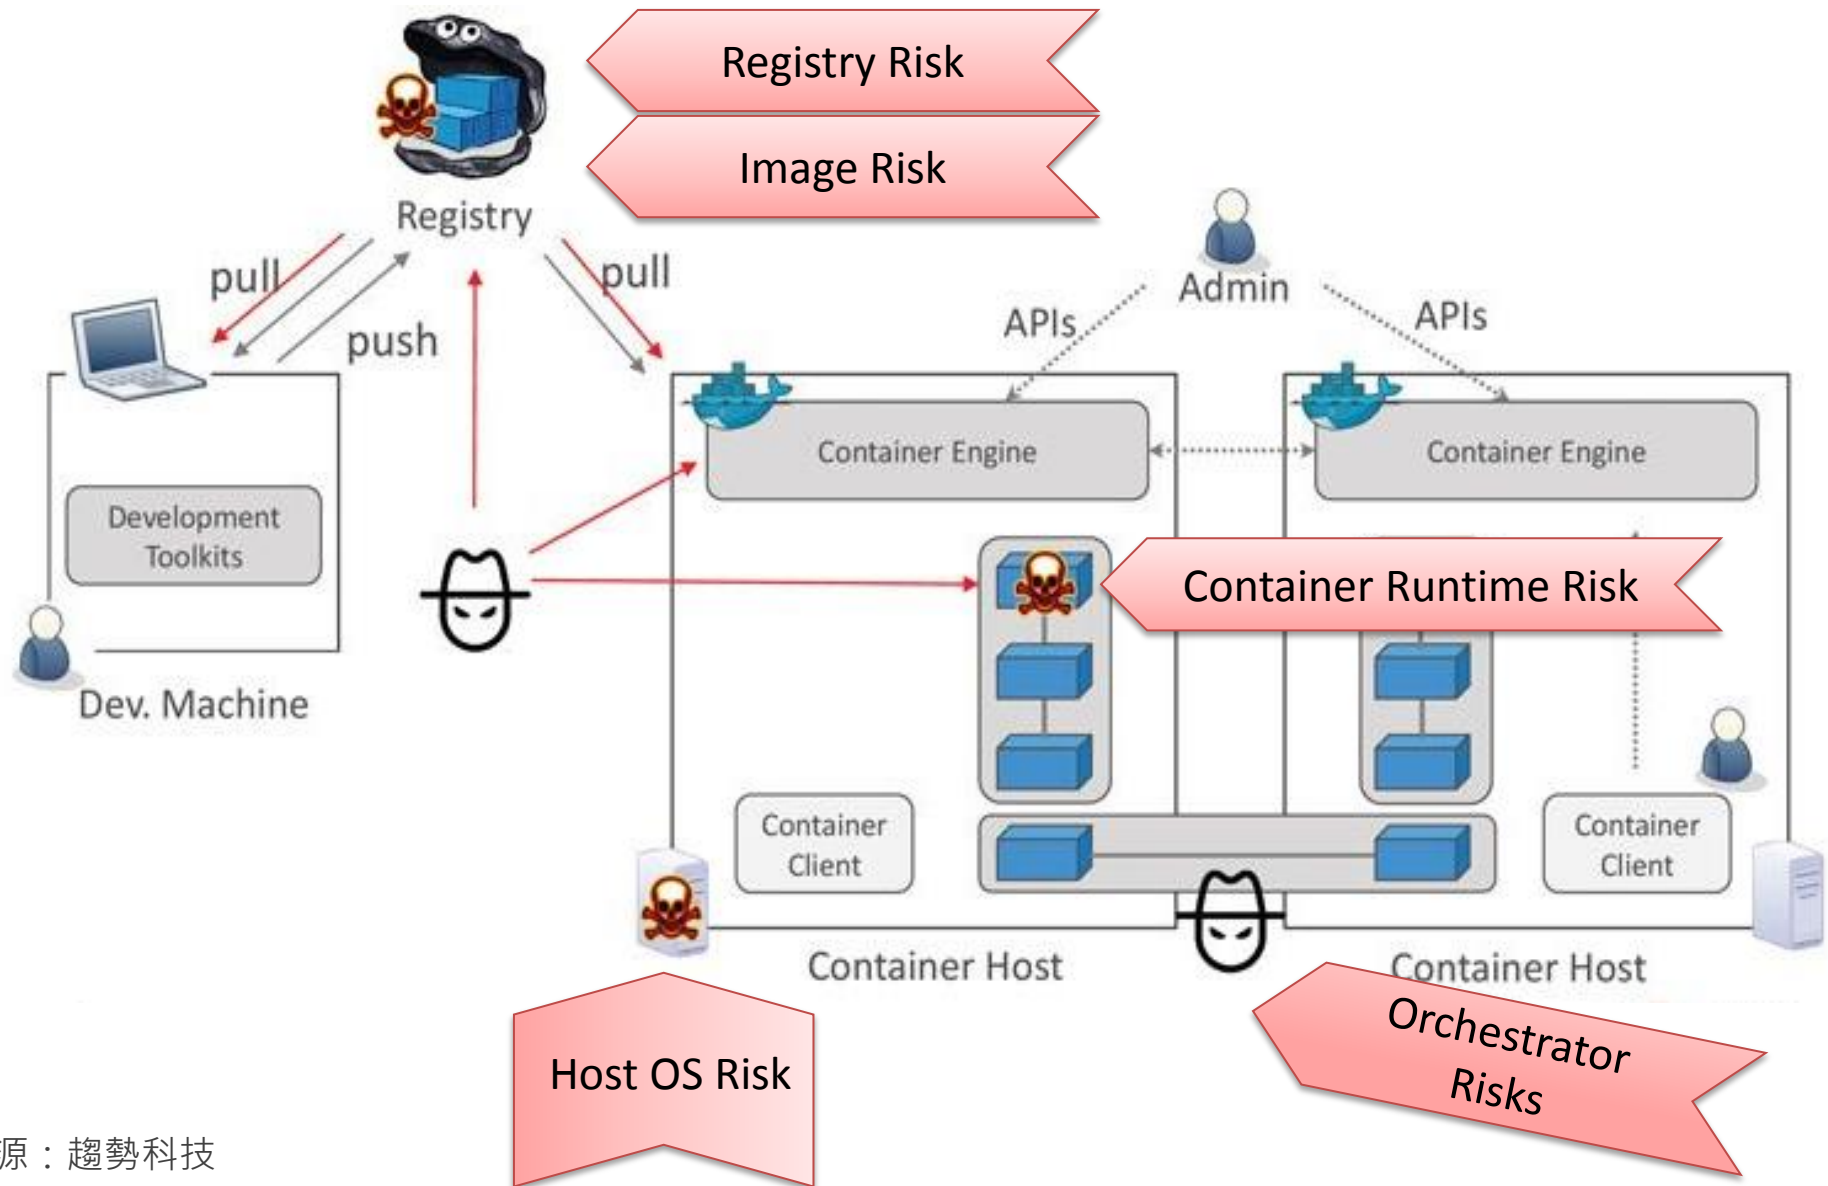 Registry Risk
Image Risk
Registry
pull
push
pull
Admin
APIs
APIs
Container Engine
Container Engine
Development
Toolkits
Container Runtime Risk
Dev. Machine
Container
Client
Container
Client
Container Host
Container Host
Orchestrator
Risks
Host OS Risk
源：趨勢科技